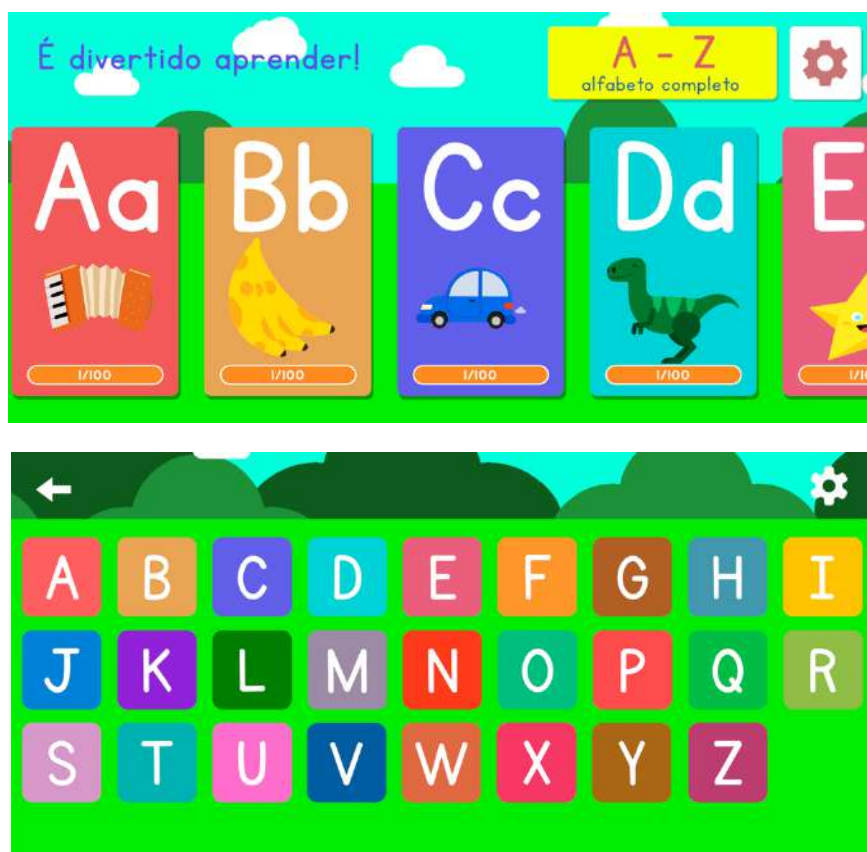 É divertido aprender!
A - Z
alfabeto completo
Aa
Bb
Cc
Dd
E
1/100
1/100
1/100
1/100
A B C D E F G H I
J K L M N O P Q R
S T U V W X Y Z